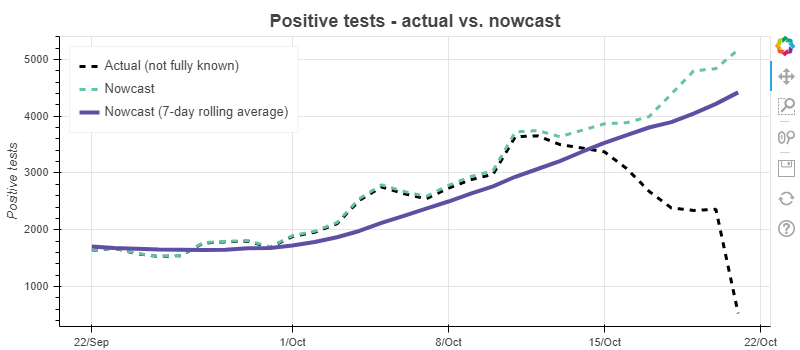 Positive tests - actual vs. nowcast
Actual (not fully known)
Nowcast
Nowcast (7-day rolling average)
Positive tests
5000
4000
3000
2000
1000
22/Sep
1/Oct
8/Oct
15/Oct
22/Oct